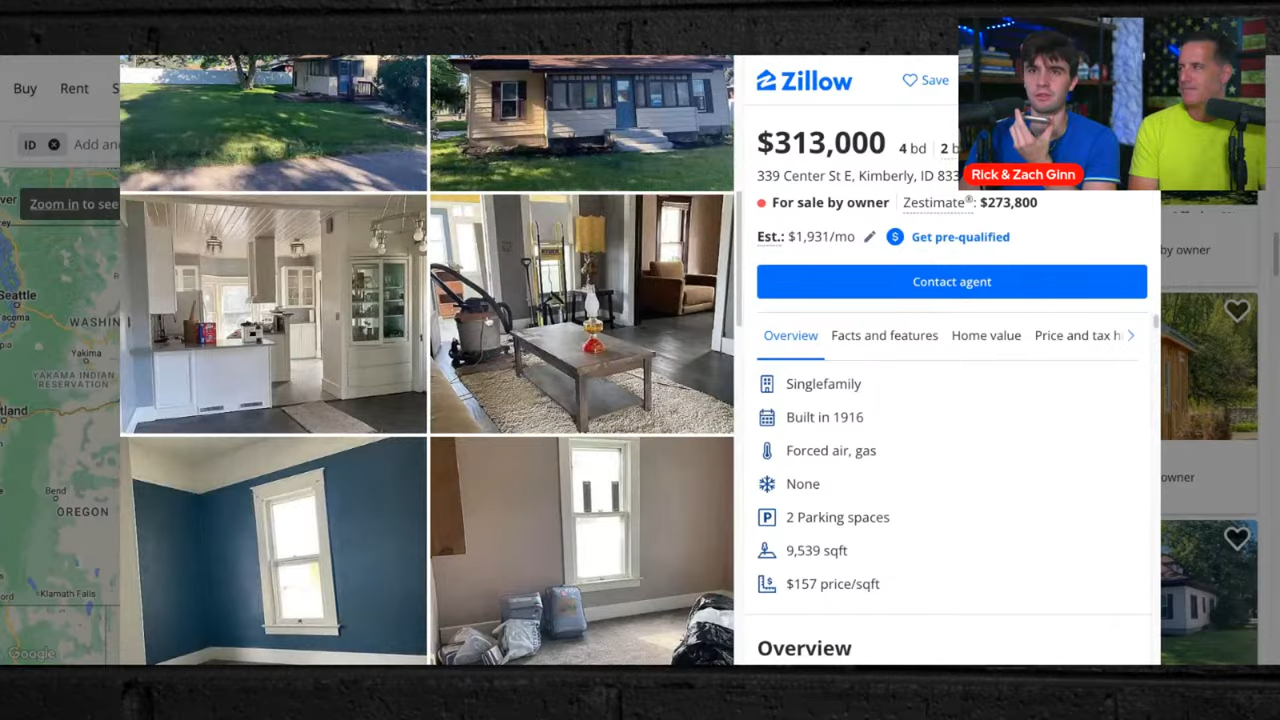 Buy Rent S
ID Add an
ver
Zoom in to see
Seattle
Tacoma
WASHIN
Yakima
YAKAMA INDIAN
RESERVATION
tland
Bend
OREGON
ord
Klamath Falls
Google
Zillow
Save
$313,000 4 bd 2 b
339 Center St E, Kimberly, ID 833
For sale by owner Zestimate®: $273,800
Est.: $1,931/mo $ Get pre-qualified
Contact agent
Overview Facts and features Home value Price and tax h
Singlefamily
Built in 1916
Forced air, gas
None
P 2 Parking spaces
9,539 sqft
$157 price/sqft
Overview
Rick & Zach Ginn
by owner
owner